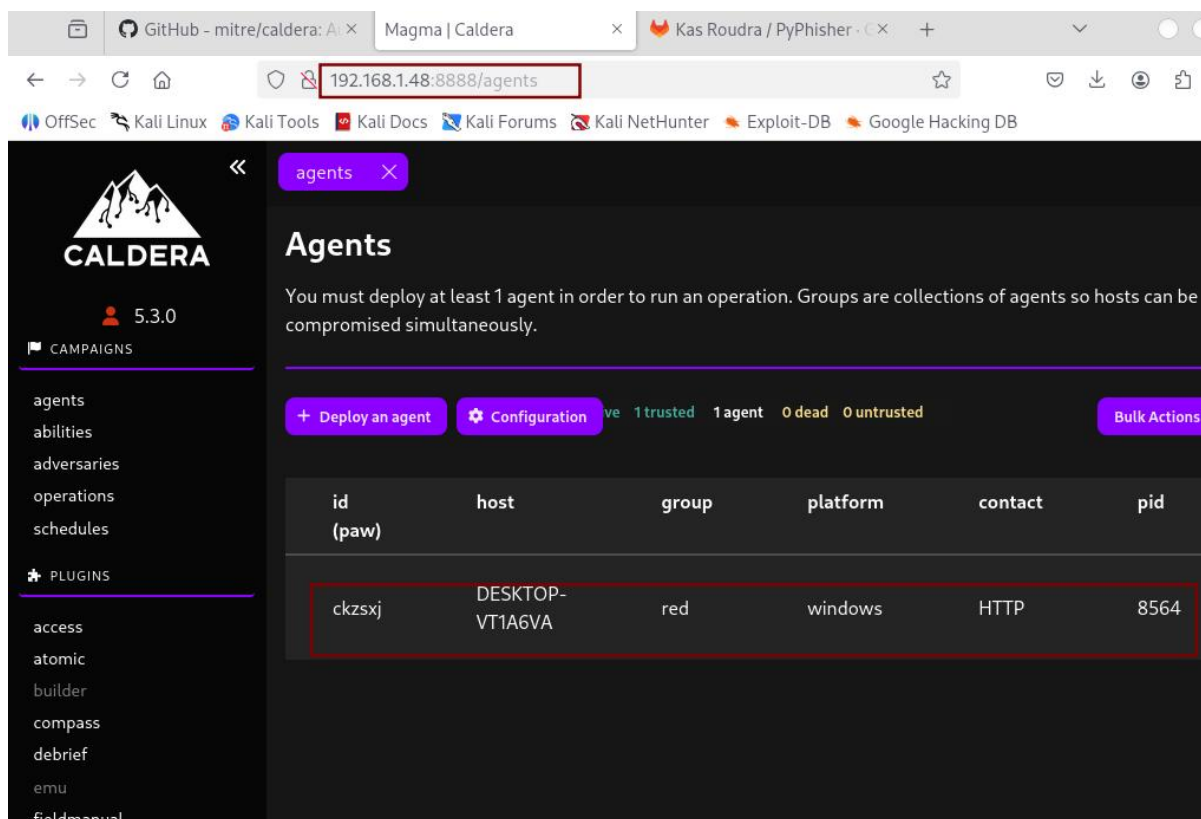 GitHub - mitre/caldera: A
Magma | Caldera
Kas Roudra / PyPhisher -
192.168.1.48:8888/agents
OffSec Kali Linux Kali Tools Kali Docs Kali Forums Kali NetHunter Exploit-DB Google Hacking DB
CALDERA
5.3.0
CAMPAIGNS
agents
abilities
adversaries
operations
schedules
PLUGINS
access
atomic
builder
compass
debrief
emu
fieldmanual
agents
Agents
You must deploy at least 1 agent in order to run an operation. Groups are collections of agents so hosts can be
compromised simultaneously.
+ Deploy an agent Configuration ve 1 trusted 1 agent 0 dead 0 untrusted Bulk Actions
id (paw) host group platform contact pid
ckzsxj DESKTOP-VT1A6VA red windows HTTP 8564